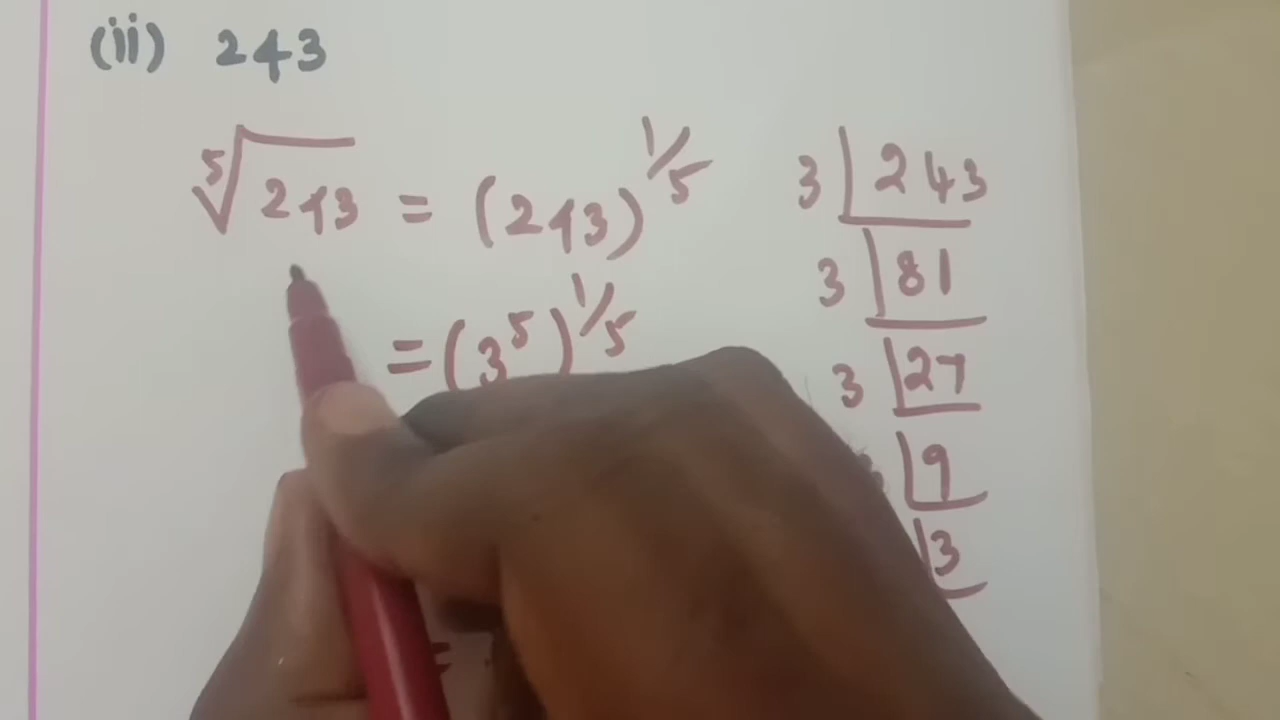 (ii) 243
⁵√243 = (243)^1/5
= (3⁵)^1/5
=
3 | 243
3 | 81
3 | 27
| 9
| 3